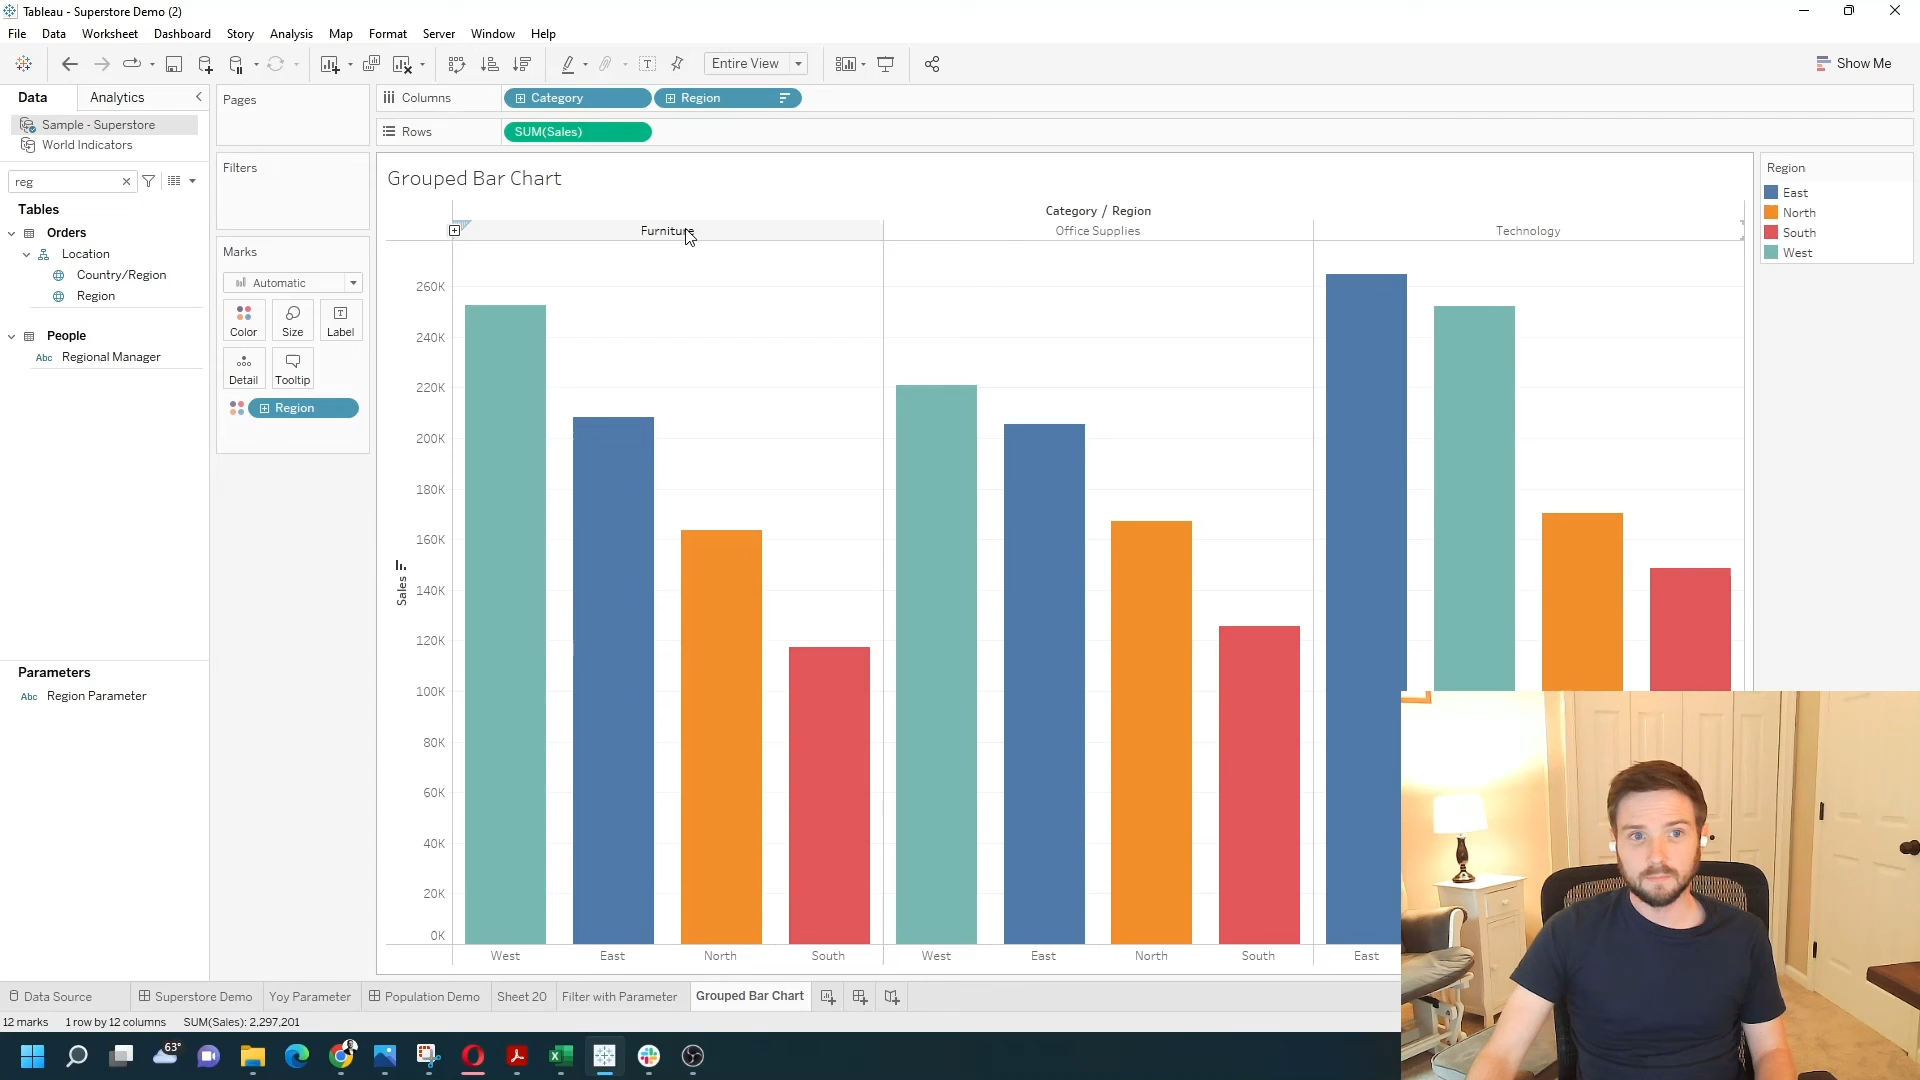 Tableau - Superstore Demo (2)
File Data Worksheet Dashboard Story Analysis Map Format Server Window Help
Entire View
Show Me
Data Analytics
Sample - Superstore
World Indicators
reg
Tables
Orders
Location
Country/Region
Region
People
Abc Regional Manager
Parameters
Abc Region Parameter
Pages
Filters
Marks
Automatic
Color Size Label
Detail Tooltip
Region
Columns Category Region
Rows SUM(Sales)
Grouped Bar Chart
Category / Region
Furniture Office Supplies Technology
Sales
260K
240K
220K
200K
180K
160K
140K
120K
100K
80K
60K
40K
20K
0K
West East North South West East North South East
Region
East
North
South
West
Data Source Superstore Demo Yoy Parameter Population Demo Sheet 20 Filter with Parameter Grouped Bar Chart
12 marks 1 row by 12 columns SUM(Sales): 2,297,201
63°